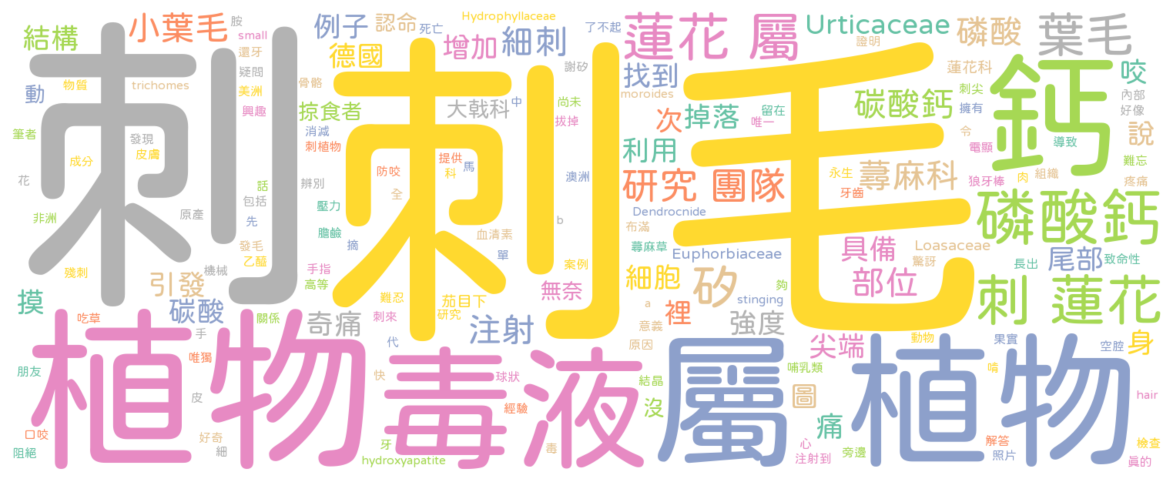 結構
小葉毛
胺
small
例子
認命
死亡
Hydrophyllaceae
了不起
蓮花 屬
Urticaceae
磷酸
葉毛
刺
刺毛
還牙
疑問
德國
增加
細刺
證明
動
物質
trichomes
美洲
興趣
骨骼
掠食者
大戟科
中
謝矽
尚未
拔掉
找到
moroides
次
掉落
留在
唯一
碳酸鈣
蓮花科
刺尖
擁有
鈣
咬
內部
好像
筆者
發現
皮膚
成分
消滅
刺植物
防咬
提供
科
馬
利用
令
電顯
導致
說
難忘
花
話
包括
先
辨別
全
澳洲
研究 團隊
永生
牙齒
蕁麻科
狼牙棒
肉
組織
疼痛
非洲
原產
壓力
膽鹼
摘
血清素
單
b
Dendrocnide
布滿
蕁麻草
Euphorbiaceae
具備
Loasaceae
驚訝
磷酸鈣
發毛
乙醯
獨刺
引發
機械
手指
高等
案例
無奈
細胞
矽
部位
長出
尾部
致命性
摸
碳酸
難忍
茄目下
研究
a
stinging
夠
刺 蓮花
吃草
關係
奇痛
刺來
注射
意義
裡
強度
手
代
原因
尖端
動物
果實
空腔
身
植物
毒液
屬
植物
朋友
唯獨
快
球狀
結晶
沒
哺乳類
啃
皮
經驗
圖
hair
口咬
好奇
牙
痛
心
解答
檢查
阻絕
細
hydroxyapatite
毒
注射到
旁邊
照片
真的